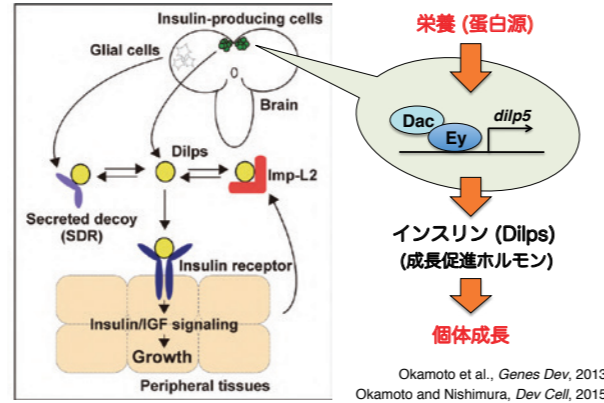 Insulin-producing cells
Glial cells
Brain
Dilps
Imp-L2
Secreted decoy
(SDR)
Insulin receptor
Insulin/IGF signaling
Growth
Peripheral tissues
栄養 (蛋白源)
Dac
Ey
dilp5
インスリン (Dilps)
(成長促進ホルモン)
個体成長
Okamoto et al., Genes Dev, 2013
Okamoto and Nishimura, Dev Cell, 2015